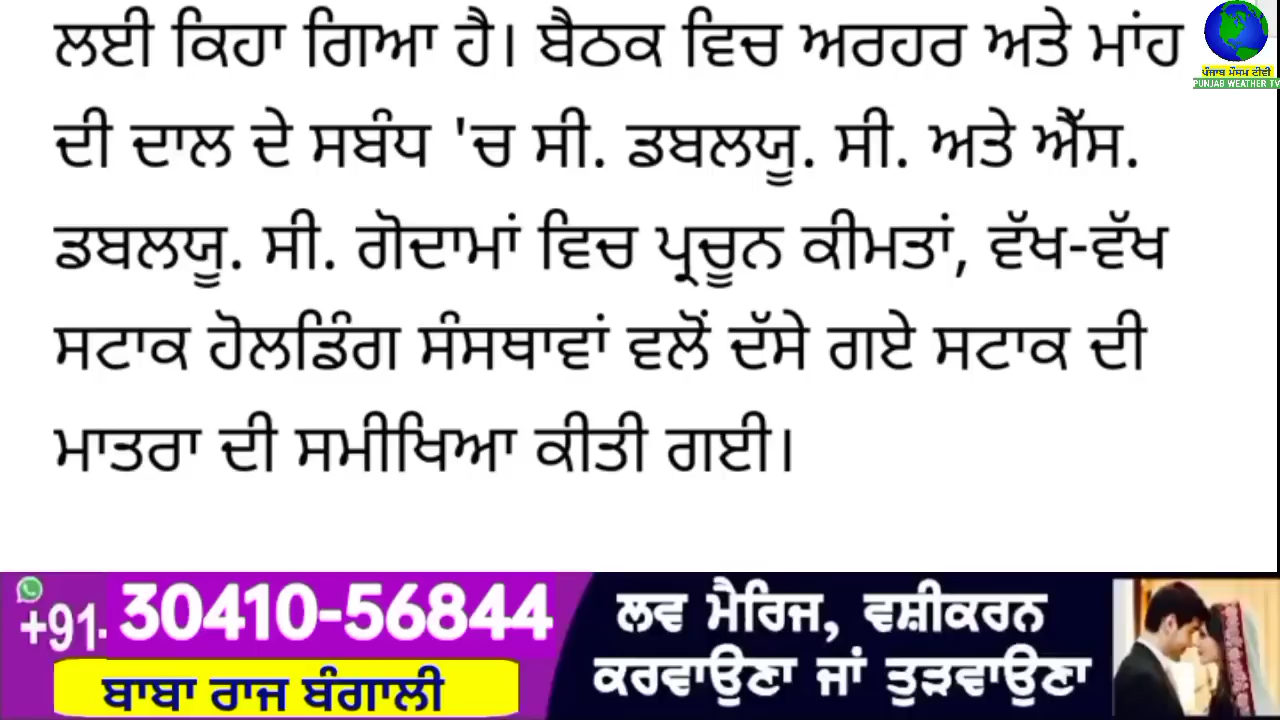 ਲਈ ਕਿਹਾ ਗਿਆ ਹੈ। ਬੈਠਕ ਵਿਚ ਅਰਹਰ ਅਤੇ ਮਾਂਹ
ਦੀ ਦਾਲ ਦੇ ਸਬੰਧ 'ਚ ਸੀ. ਡਬਲਯੂ. ਸੀ. ਅਤੇ ਐੱਸ.
ਡਬਲਯੂ. ਸੀ. ਗੋਦਾਮਾਂ ਵਿਚ ਪ੍ਰਚੂਨ ਕੀਮਤਾਂ, ਵੱਖ-ਵੱਖ
ਸਟਾਕ ਹੋਲਡਿੰਗ ਸੰਸਥਾਵਾਂ ਵਲੋਂ ਦੱਸੇ ਗਏ ਸਟਾਕ ਦੀ
ਮਾਤਰਾ ਦੀ ਸਮੀਖਿਆ ਕੀਤੀ ਗਈ।
ਪੰਜਾਬ ਮੌਸਮ ਟੀਵੀ
PUNJAB WEATHER TV
+91-30410-56844
ਬਾਬਾ ਰਾਜ ਬੰਗਾਲੀ
ਲਵ ਮੈਰਿਜ, ਵਸ਼ੀਕਰਨ
ਕਰਵਾਉਣਾ ਜਾਂ ਤੁੜਵਾਉਣਾ